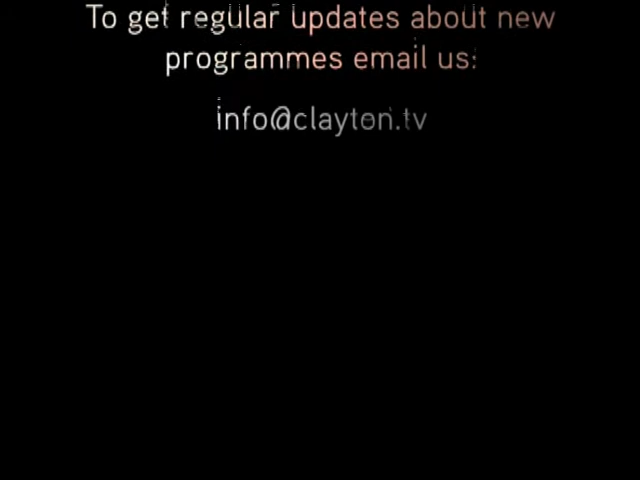 To get regular updates about new
programmes email us:
info@clayton.tv